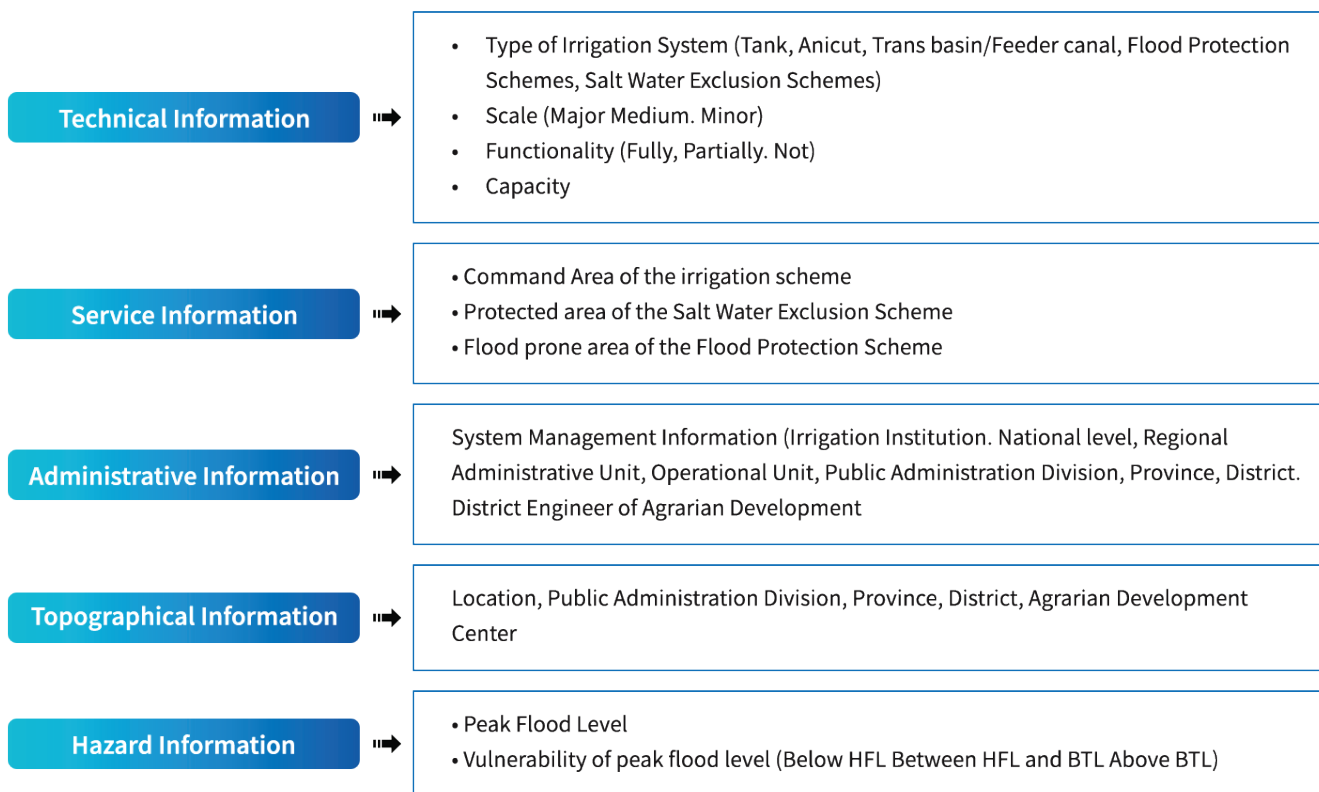 Technical Information
• Type of Irrigation System (Tank, Anicut, Trans basin/Feeder canal, Flood Protection
Schemes, Salt Water Exclusion Schemes)
• Scale (Major Medium. Minor)
• Functionality (Fully, Partially. Not)
• Capacity
Service Information
• Command Area of the irrigation scheme
• Protected area of the Salt Water Exclusion Scheme
• Flood prone area of the Flood Protection Scheme
Administrative Information
System Management Information (Irrigation Institution. National level, Regional
Administrative Unit, Operational Unit, Public Administration Division, Province, District.
District Engineer of Agrarian Development
Topographical Information
Location, Public Administration Division, Province, District, Agrarian Development
Center
Hazard Information
• Peak Flood Level
• Vulnerability of peak flood level (Below HFL Between HFL and BTL Above BTL)